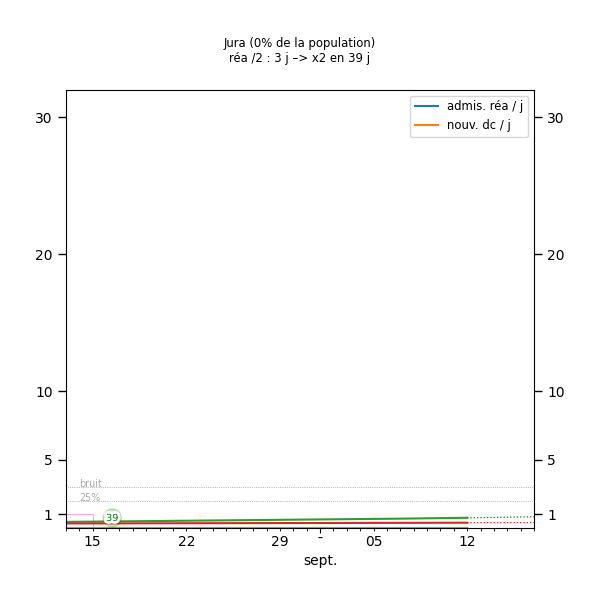 Jura (0% de la population)
réa /2 : 3 j –> x2 en 39 j
admis. réa / j
nouv. dc / j
30 30
20 20
10 10
5 5
bruit
25%
1 39 1
15 22 29 - 05 12
sept.